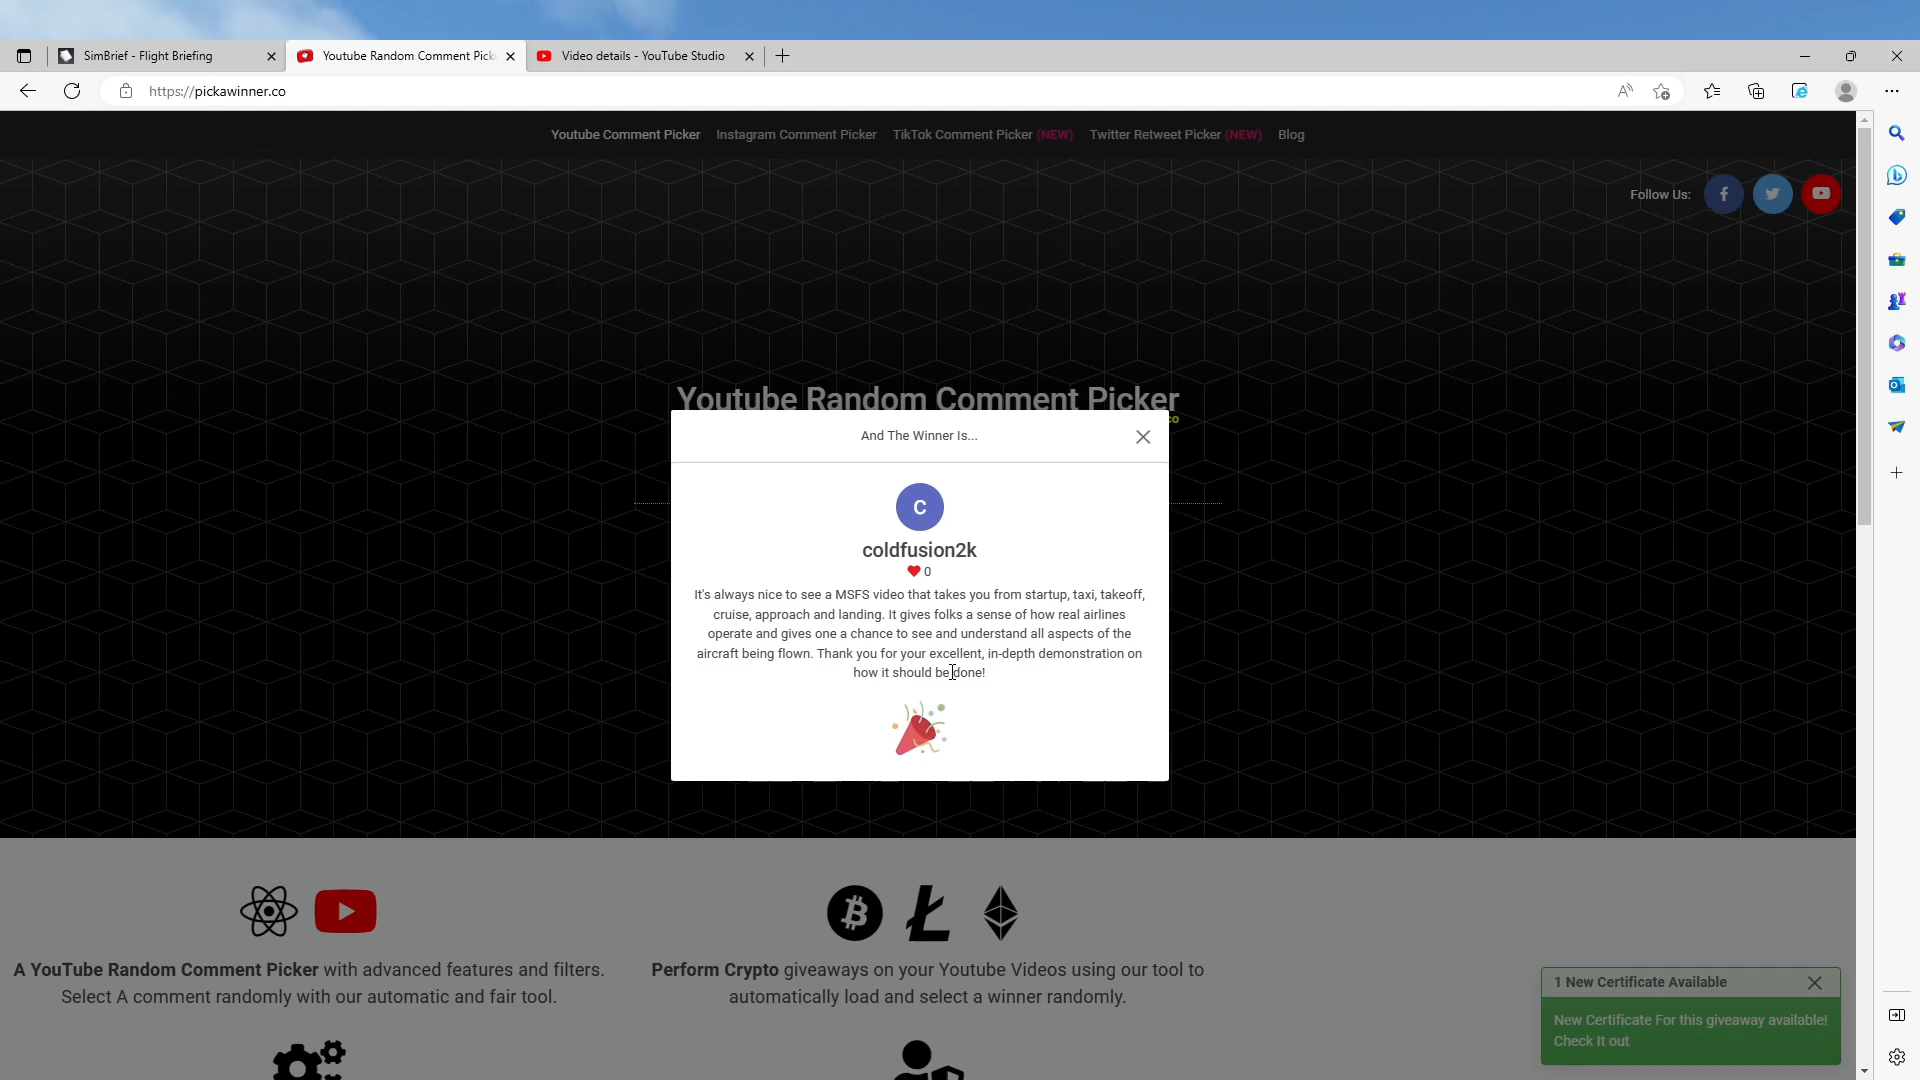 SimBrief - Flight Briefing
Youtube Random Comment Pick
Video details - YouTube Studio
https://pickawinner.co
Youtube Comment Picker
Instagram Comment Picker
TikTok Comment Picker (NEW)
Twitter Retweet Picker (NEW)
Blog
Follow Us:
Youtube Random Comment Picker
co
And The Winner Is...
C
coldfusion2k
0
It's always nice to see a MSFS video that takes you from startup, taxi, takeoff,
cruise, approach and landing. It gives folks a sense of how real airlines
operate and gives one a chance to see and understand all aspects of the
aircraft being flown. Thank you for your excellent, in-depth demonstration on
how it should be done!
A YouTube Random Comment Picker with advanced features and filters.
Select A comment randomly with our automatic and fair tool.
Perform Crypto giveaways on your Youtube Videos using our tool to
automatically load and select a winner randomly.
1 New Certificate Available
New Certificate For this giveaway available!
Check It out